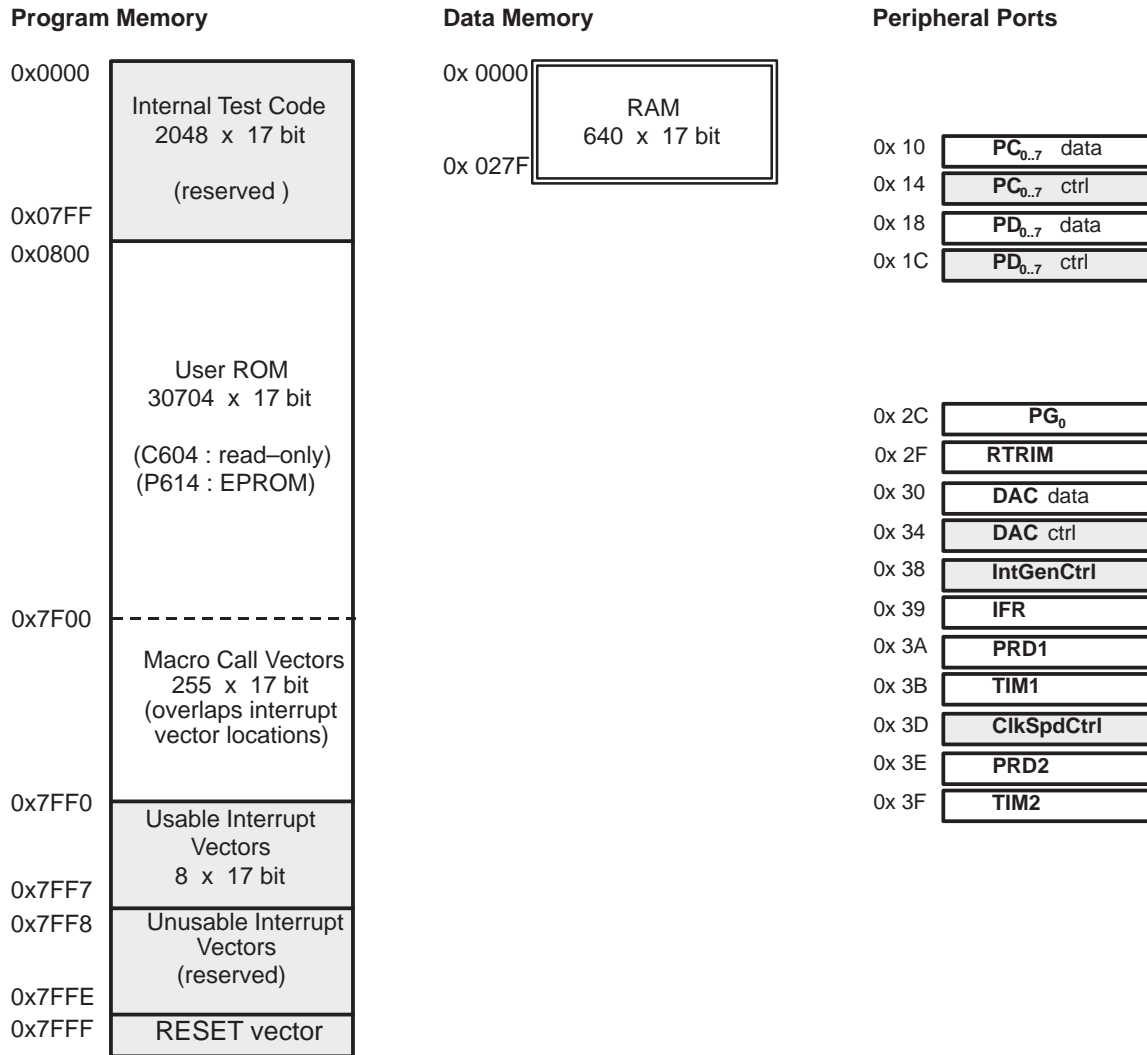 Program Memory
0x0000
Internal Test Code
2048 x 17 bit
(reserved )
0x07FF
0x0800
User ROM
30704 x 17 bit
(C604 : read–only)
(P614 : EPROM)
0x7F00
Macro Call Vectors
255 x 17 bit
(overlaps interrupt
vector locations)
0x7FF0
Usable Interrupt
Vectors
8 x 17 bit
0x7FF7
0x7FF8
Unusable Interrupt
Vectors
(reserved)
0x7FFE
0x7FFF
RESET vector
Data Memory
0x 0000
RAM
640 x 17 bit
0x 027F
Peripheral Ports
0x 10 PC0..7 data
0x 14 PC0..7 ctrl
0x 18 PD0..7 data
0x 1C PD0..7 ctrl
0x 2C PG0
0x 2F RTRIM
0x 30 DAC data
0x 34 DAC ctrl
0x 38 IntGenCtrl
0x 39 IFR
0x 3A PRD1
0x 3B TIM1
0x 3D ClkSpdCtrl
0x 3E PRD2
0x 3F TIM2